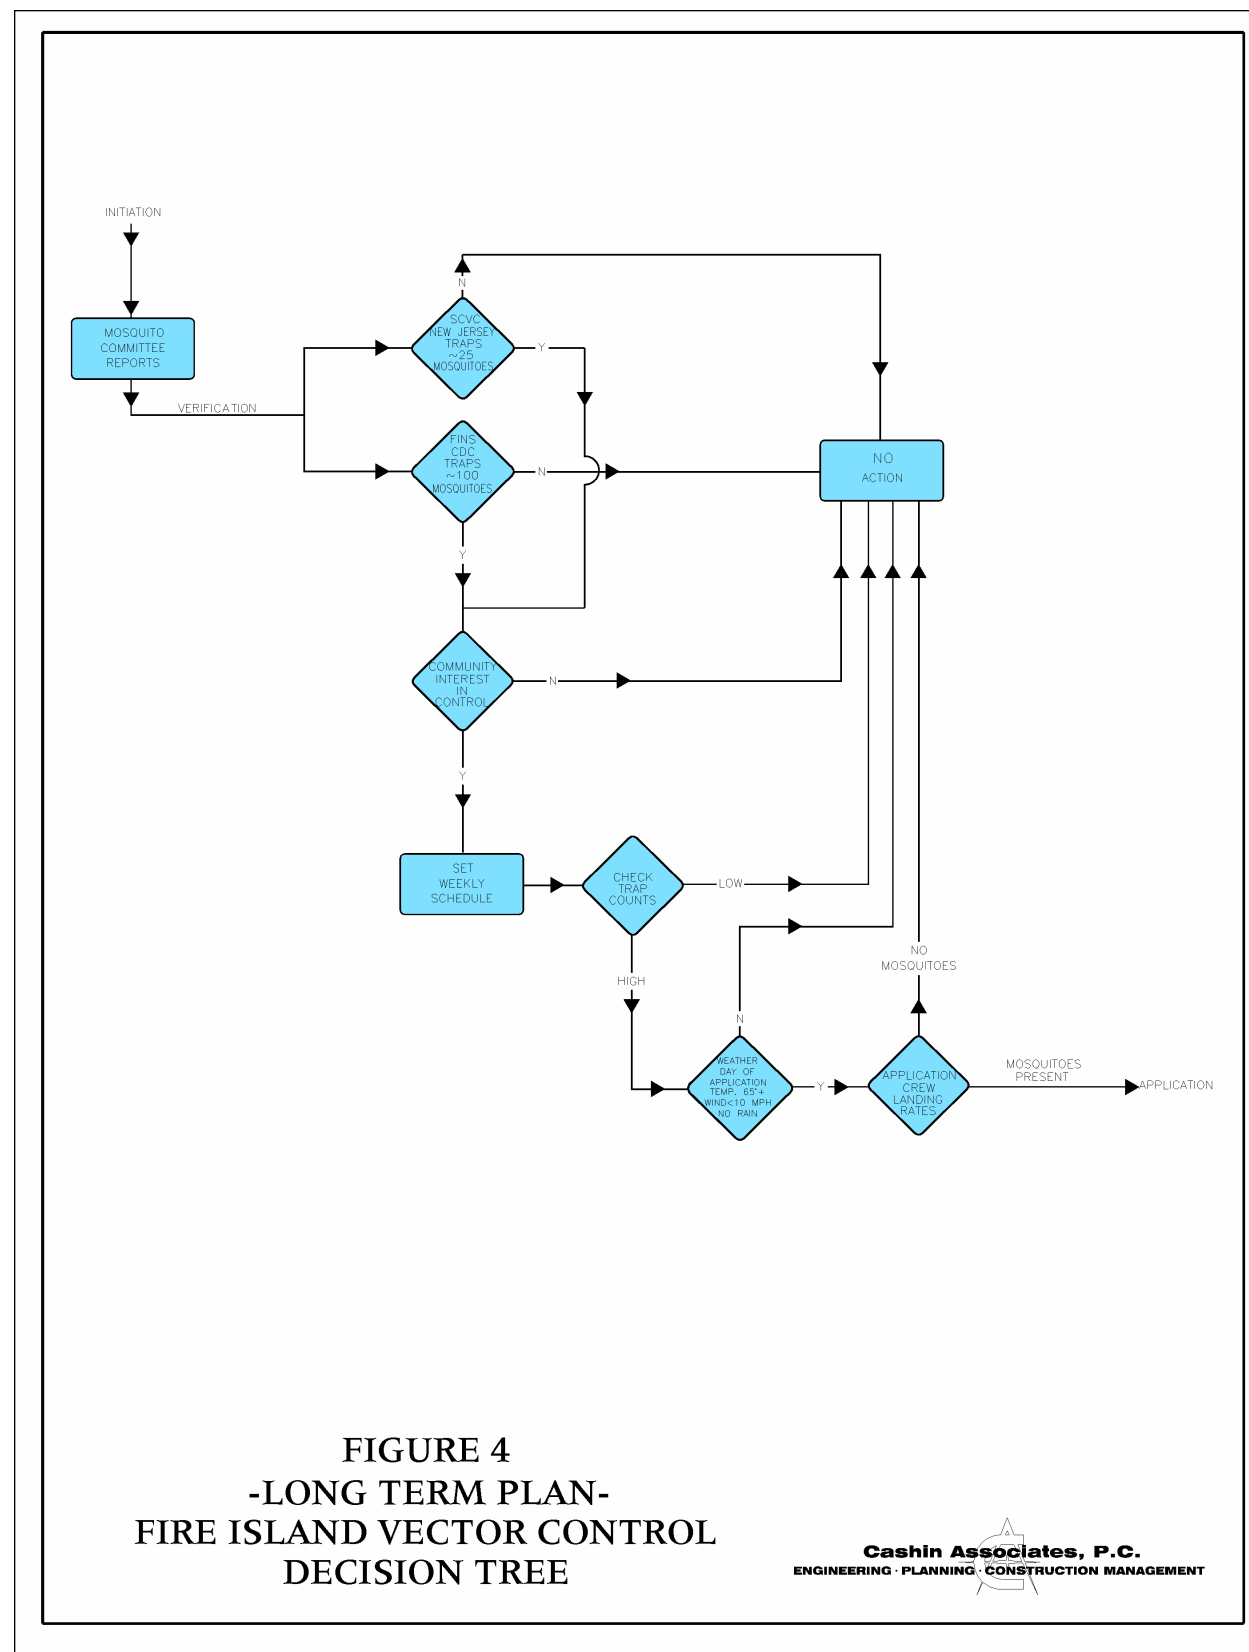 INITIATION
MOSQUITO
COMMITTEE
REPORTS
VERIFICATION
N
SCVC
NEW JERSEY
TRAPS
~25
MOSQUITOES
Y
FINS
CDC
TRAPS
~100
MOSQUITOES
N
NO
ACTION
Y
COMMUNITY
INTEREST
IN
CONTROL
N
Y
SET
WEEKLY
SCHEDULE
CHECK
TRAP
COUNTS
LOW
HIGH
N
WEATHER
DAY OF
APPLICATION
TEMP. 65°+
WIND<10 MPH
NO RAIN
Y
NO
MOSQUITOES
APPLICATION
CREW
LANDING
RATES
MOSQUITOES
PRESENT
APPLICATION
FIGURE 4
-LONG TERM PLAN-
FIRE ISLAND VECTOR CONTROL
DECISION TREE
Cashin Associates, P.C.
ENGINEERING · PLANNING · CONSTRUCTION MANAGEMENT